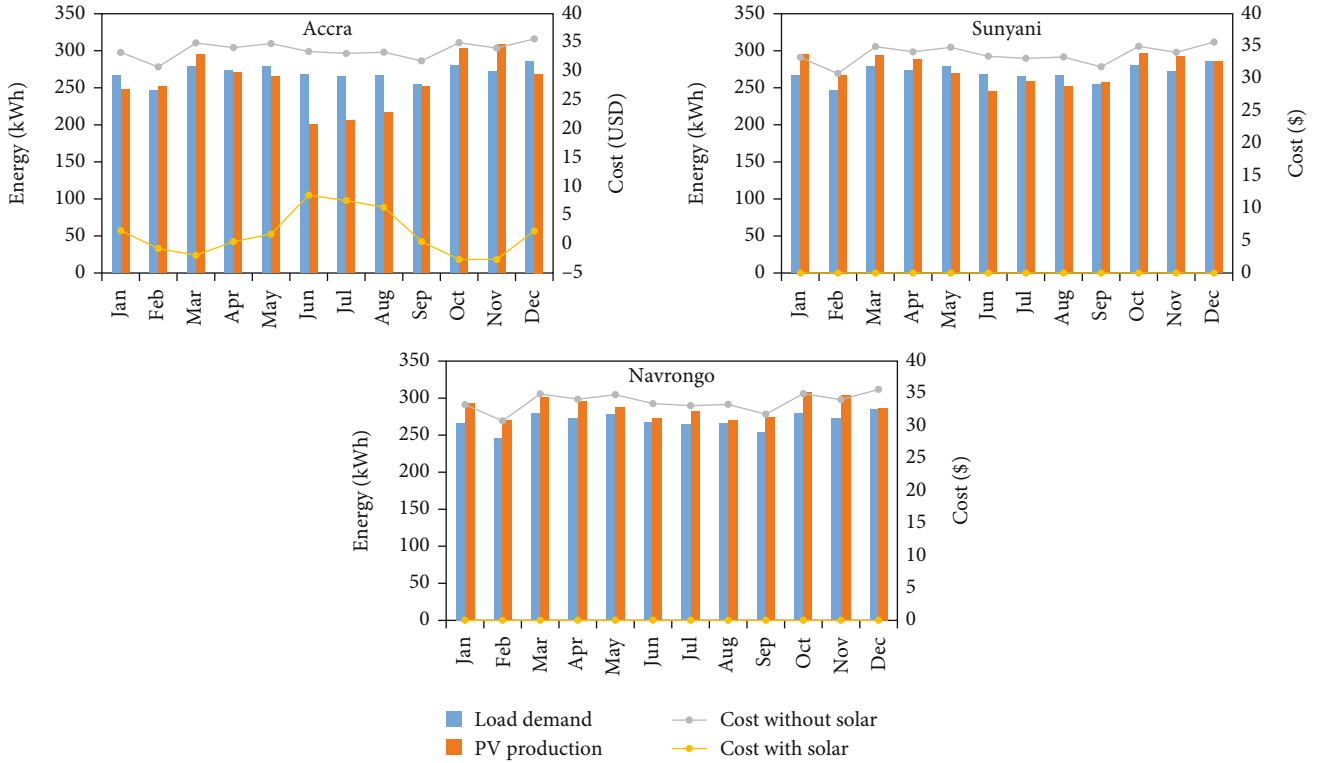 Accra
Energy (kWh)
350
300
250
200
150
100
50
0
40
35
30
25
20
15
10
5
0
–5
Cost (USD)
Jan
Feb
Mar
Apr
May
Jun
Jul
Aug
Sep
Oct
Nov
Dec
Sunyani
Energy (kWh)
350
300
250
200
150
100
50
0
40
35
30
25
20
15
10
5
0
Cost ($)
Jan
Feb
Mar
Apr
May
Jun
Jul
Aug
Sep
Oct
Nov
Dec
Navrongo
Energy (kWh)
350
300
250
200
150
100
50
0
40
35
30
25
20
15
10
5
0
Cost ($)
Jan
Feb
Mar
Apr
May
Jun
Jul
Aug
Sep
Oct
Nov
Dec
Load demand
PV production
Cost without solar
Cost with solar